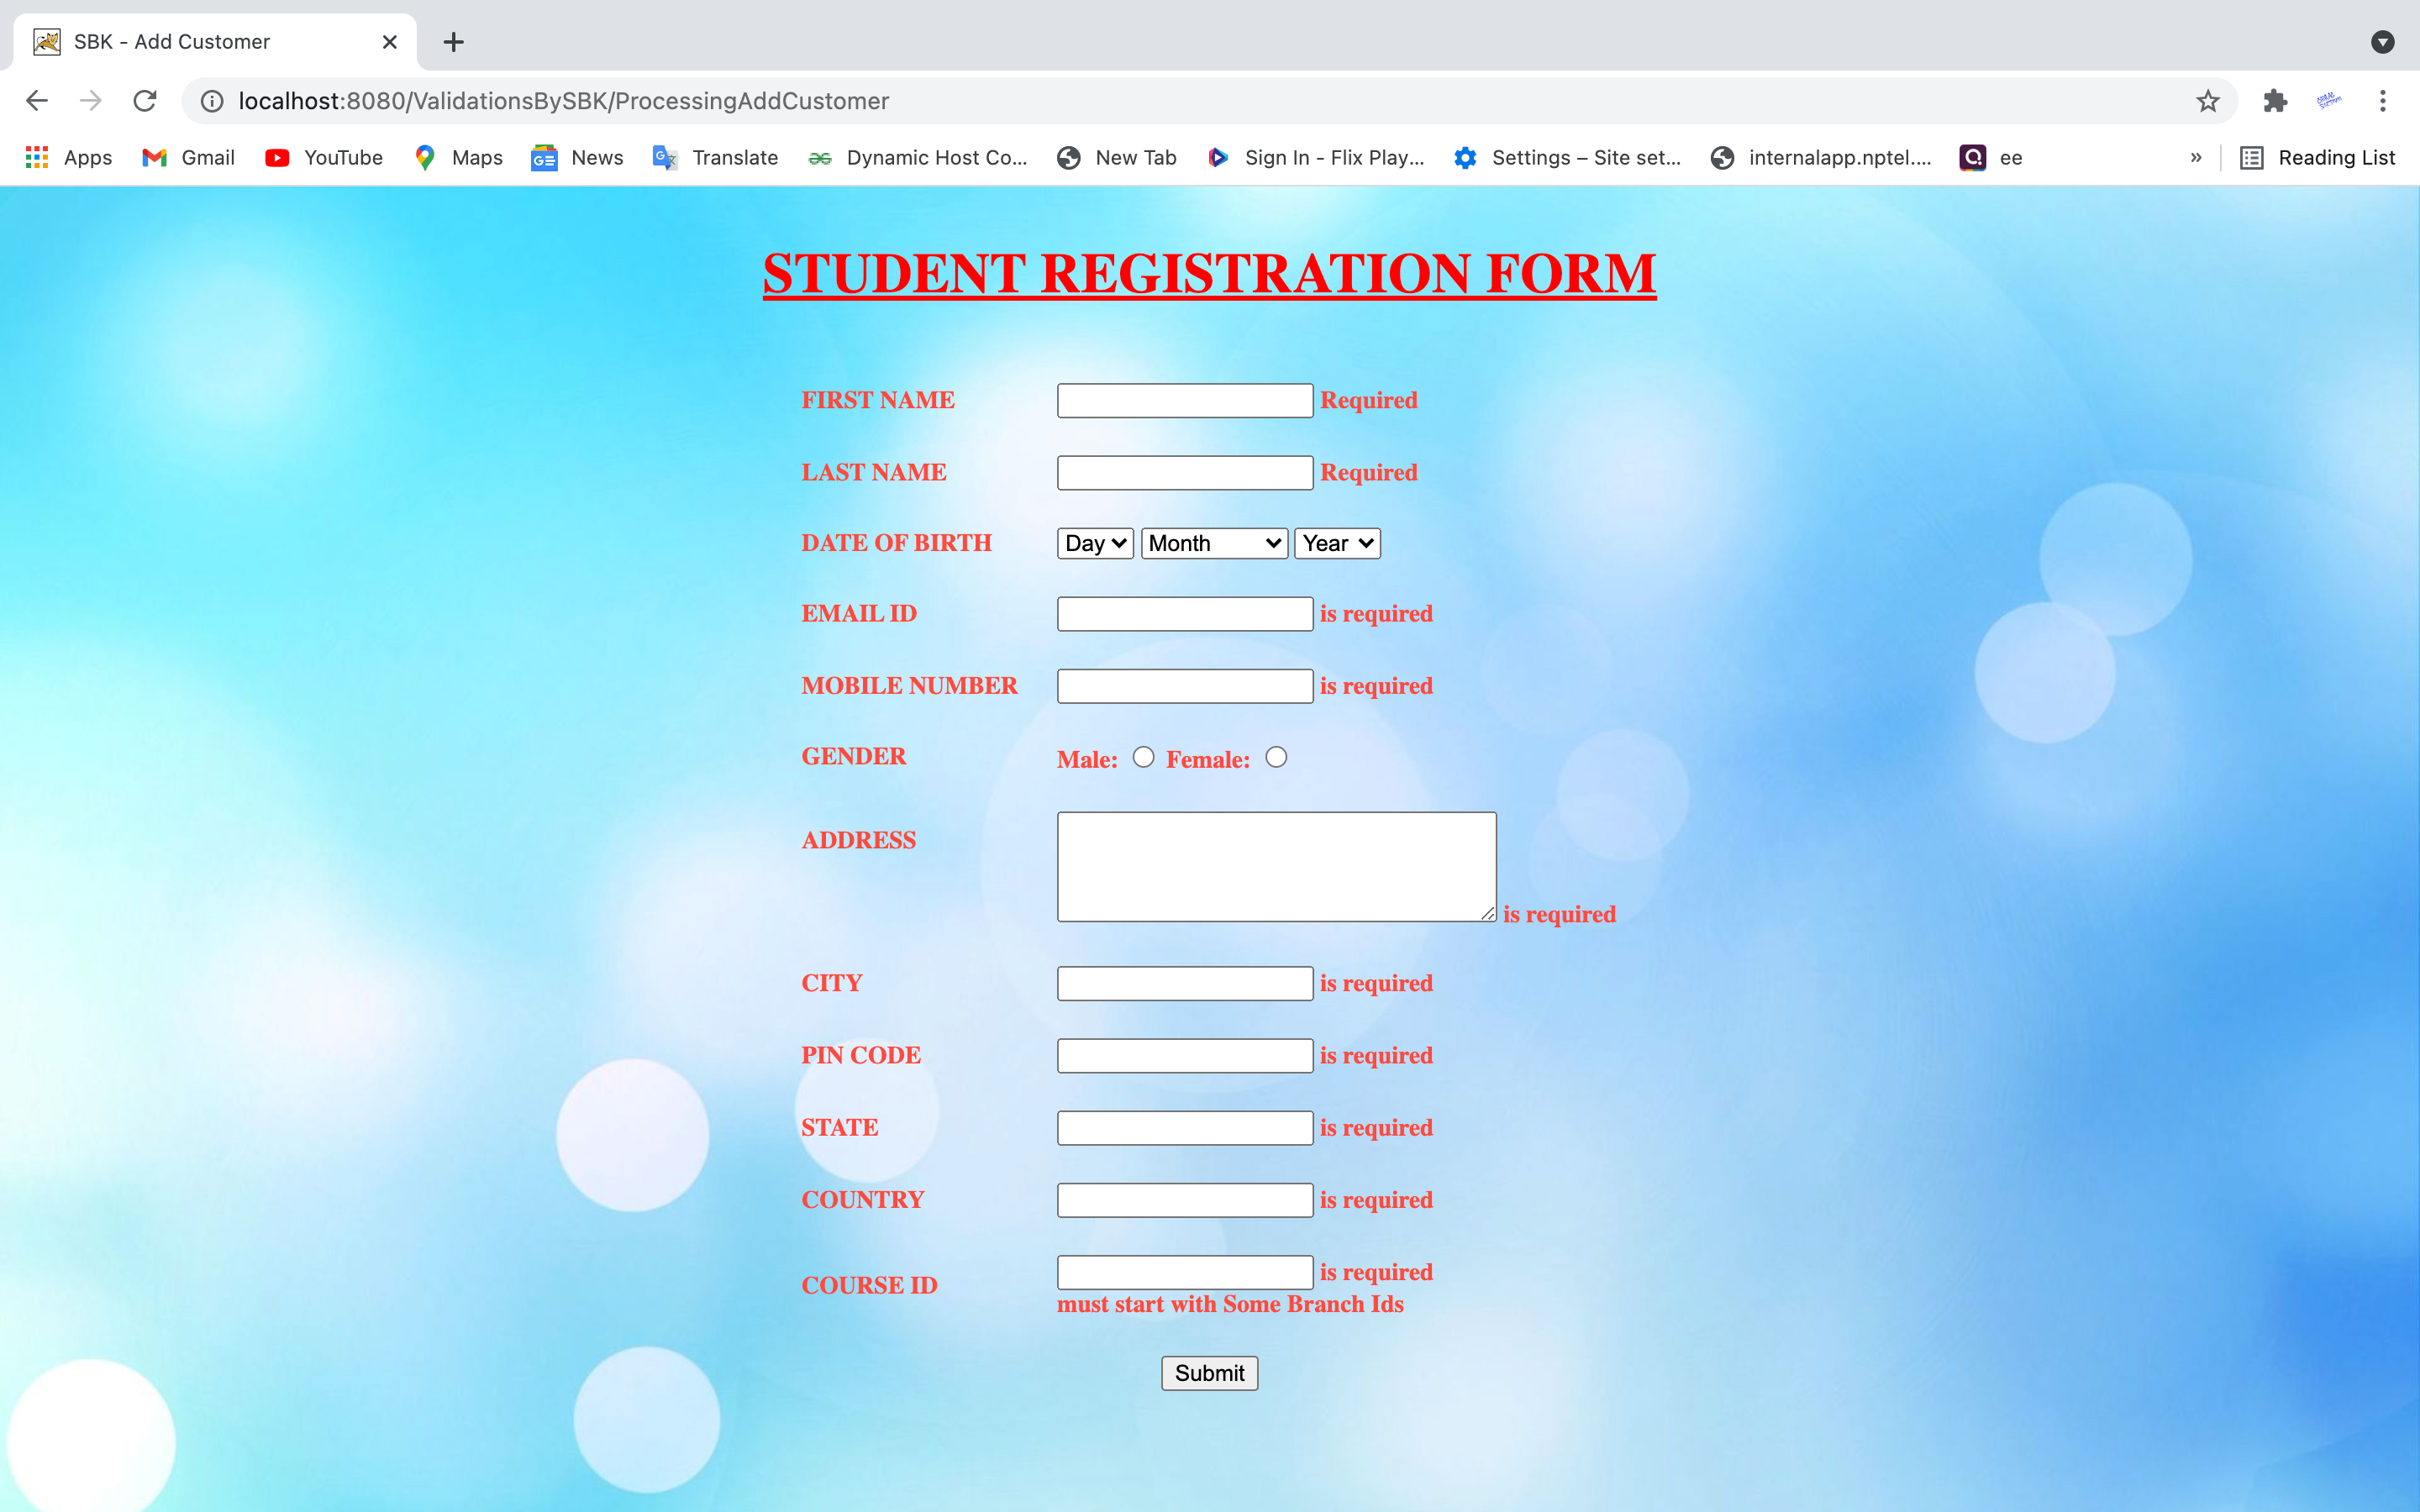 SBK - Add Customer
localhost:8080/ValidationsBySBK/ProcessingAddCustomer
Apps Gmail YouTube Maps News Translate Dynamic Host Co... New Tab Sign In - Flix Play... Settings – Site set... internalapp.nptel.... ee » Reading List
STUDENT REGISTRATION FORM
FIRST NAME Required
LAST NAME Required
DATE OF BIRTH Day Month Year
EMAIL ID is required
MOBILE NUMBER is required
GENDER Male: Female:
ADDRESS is required
CITY is required
PIN CODE is required
STATE is required
COUNTRY is required
COURSE ID is required
must start with Some Branch Ids
Submit